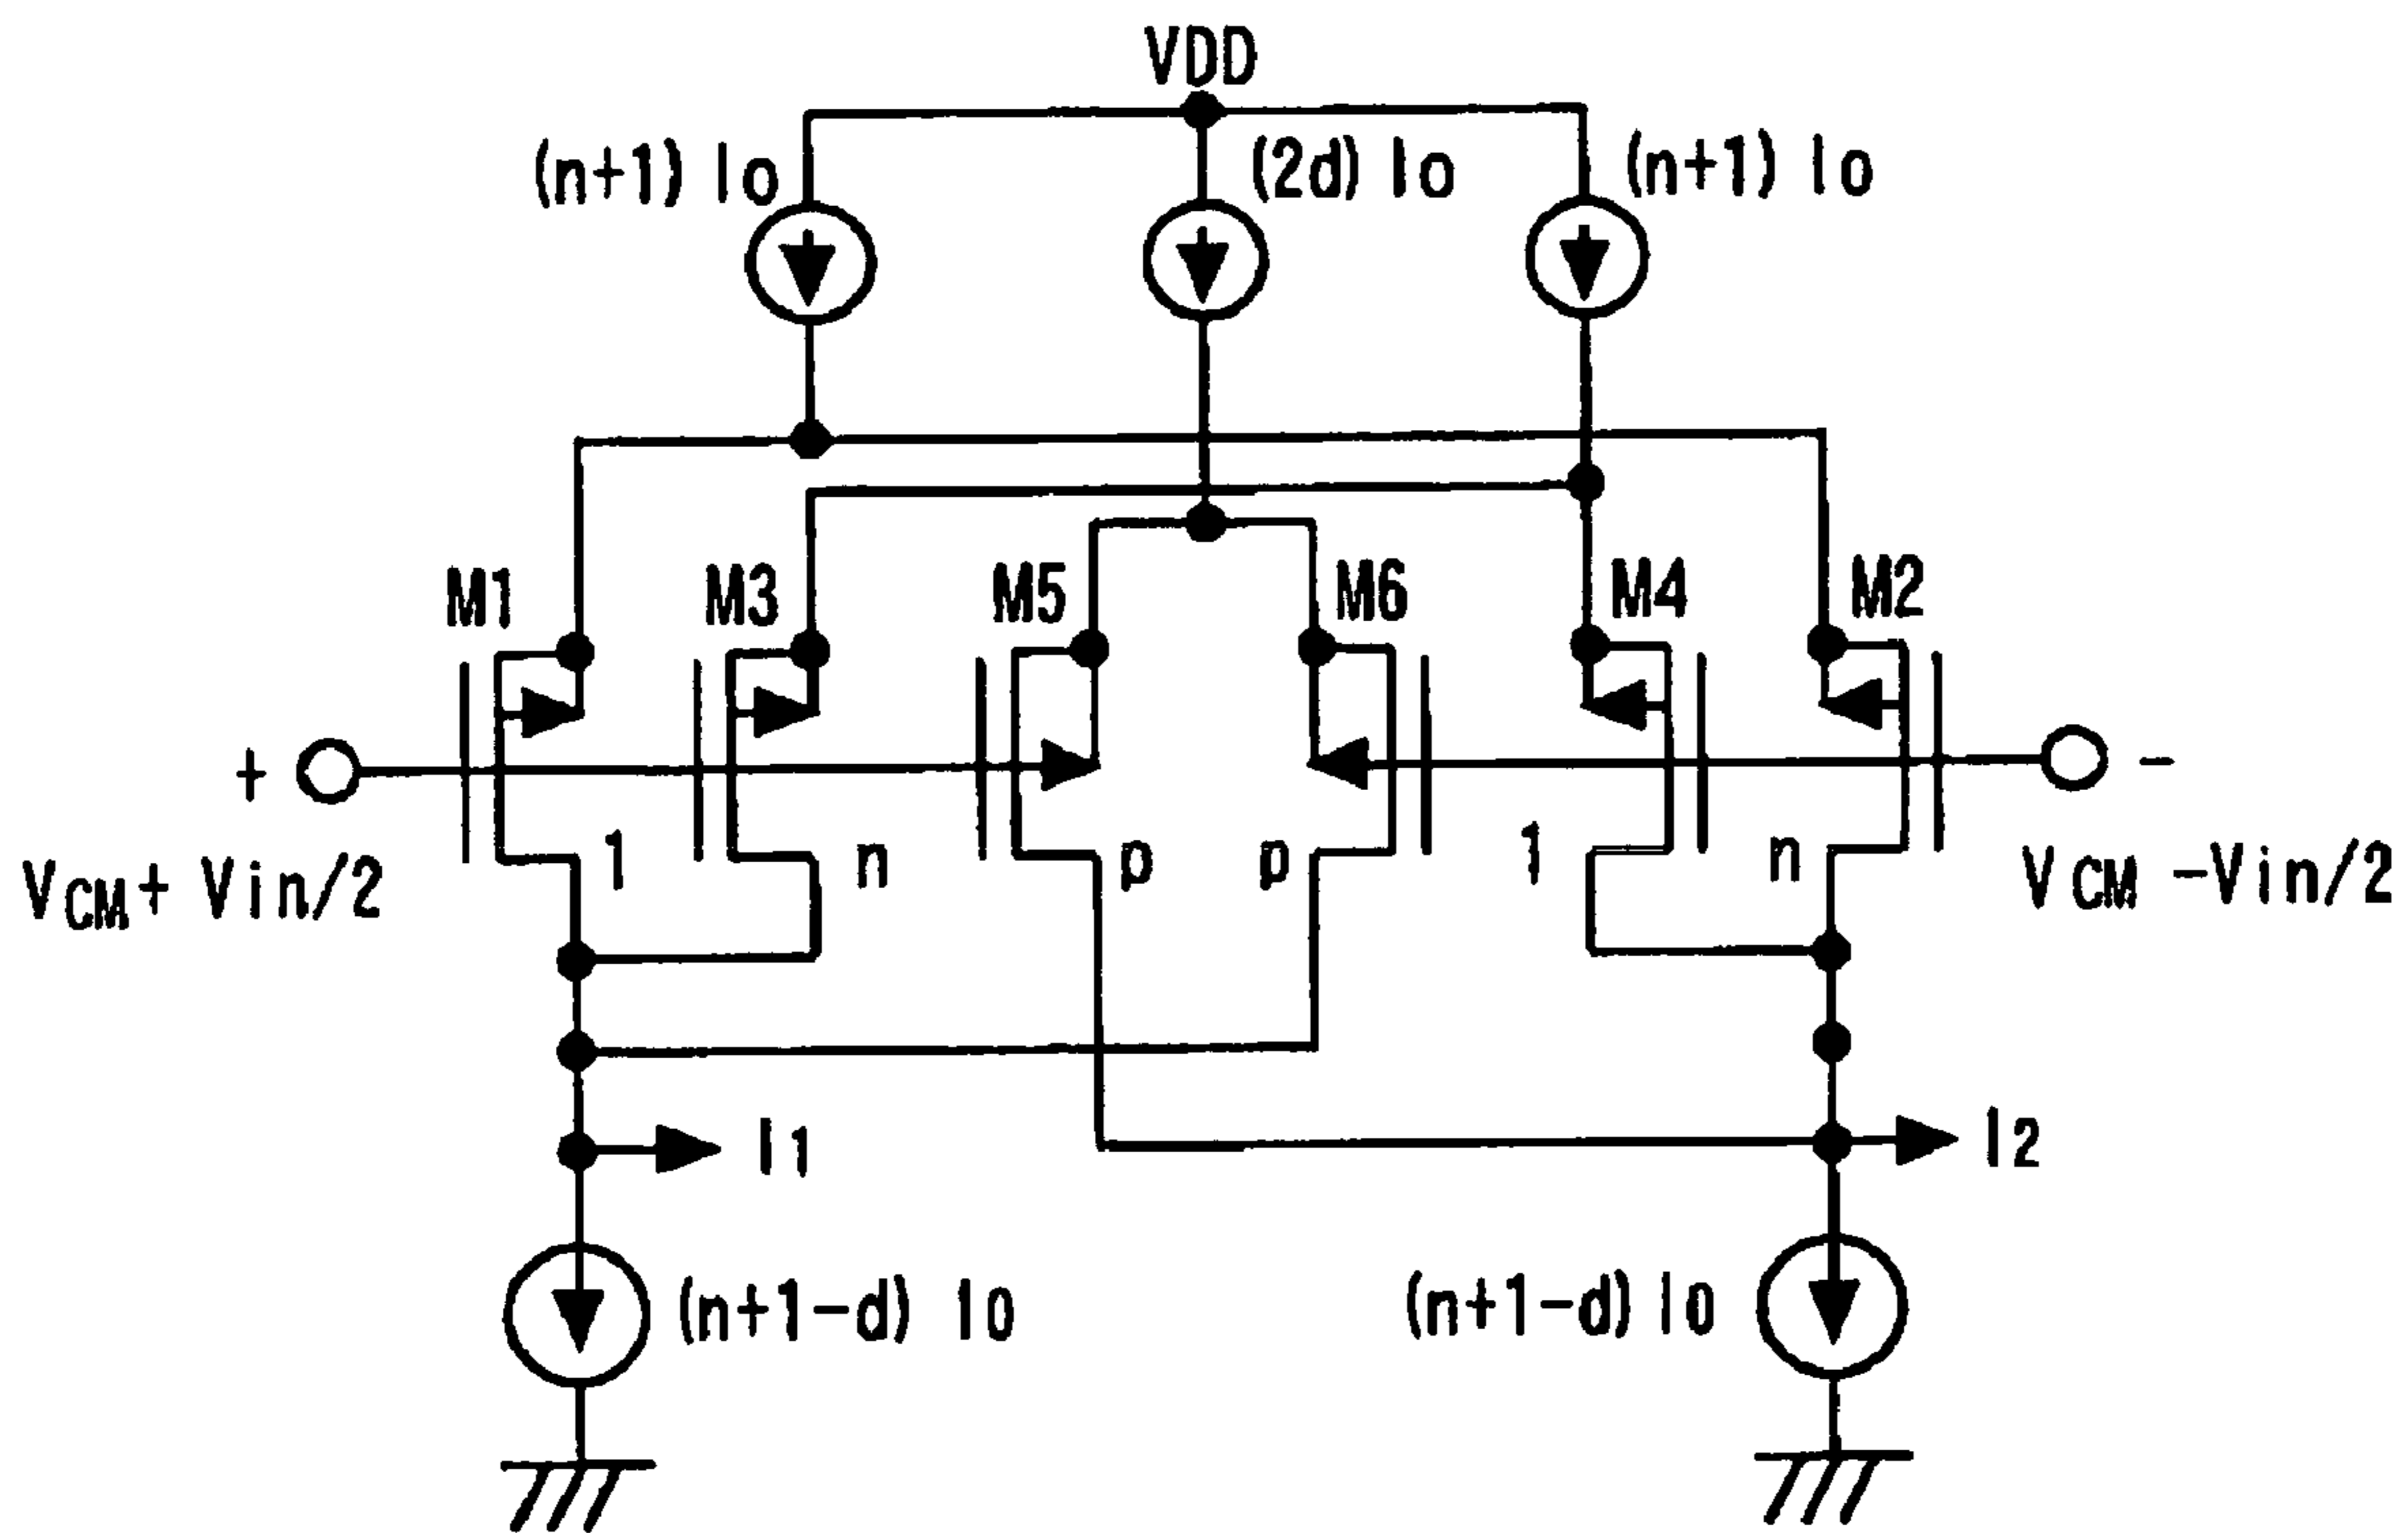 VDD
(n+1) Io
(2d) Io
(n+1) Io
M1
M3
M5
M6
M4
M2
+
-
1
n
p
p
1
n
VCM+ Vin/2
VCM -Vin/2
I1
I2
(n+1-d) Io
(n+1-d) Io